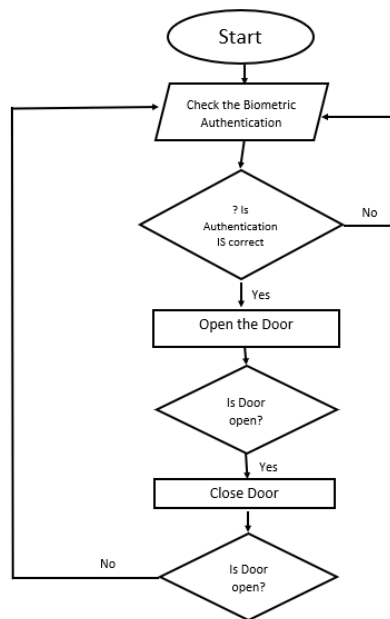 Start
Check the Biometric
Authentication
? Is
Authentication
IS correct
No
Yes
Open the Door
Is Door
open?
Yes
Close Door
No
Is Door
open?